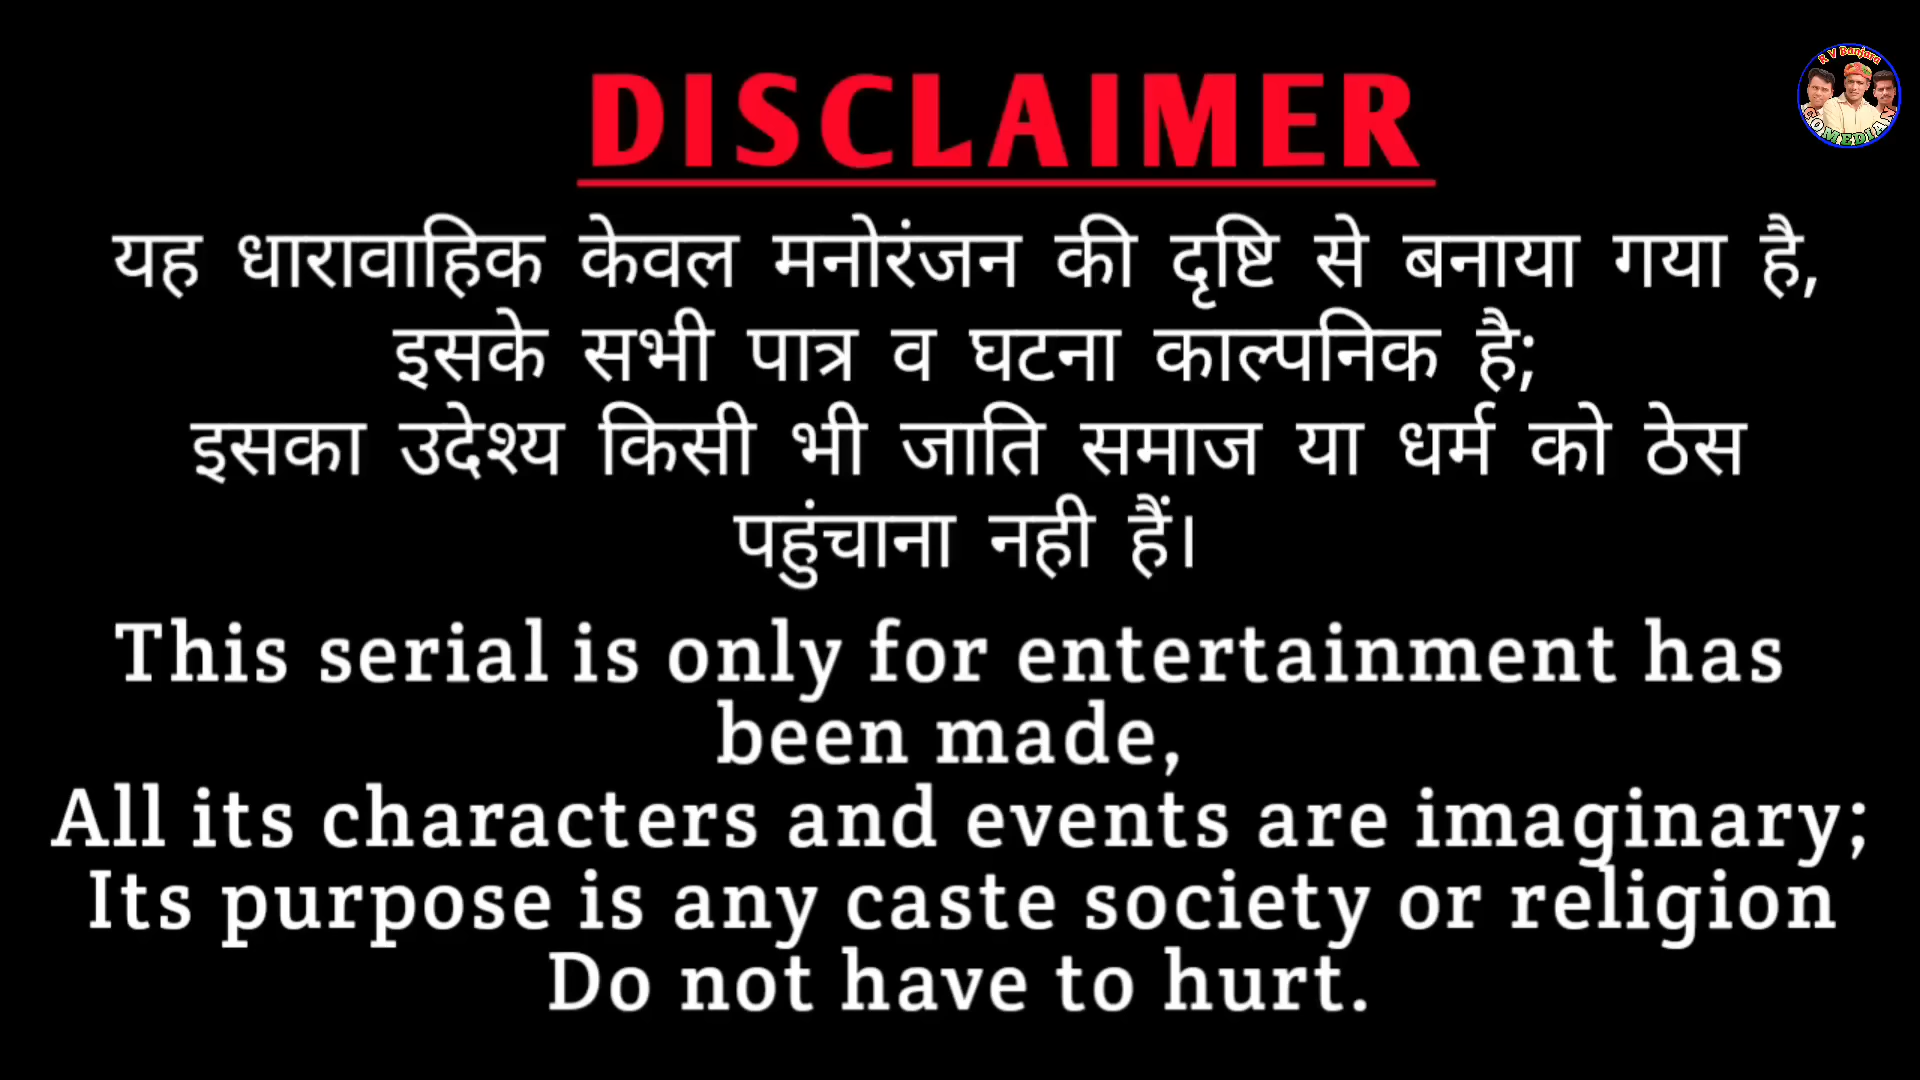 DISCLAIMER
R V Banjara
COMEDIAN
यह धारावाहिक केवल मनोरंजन की दृष्टि से बनाया गया है,
इसके सभी पात्र व घटना काल्पनिक है;
इसका उदेश्य किसी भी जाति समाज या धर्म को ठेस
पहुंचाना नही हैं।
This serial is only for entertainment has
been made,
All its characters and events are imaginary;
Its purpose is any caste society or religion
Do not have to hurt.